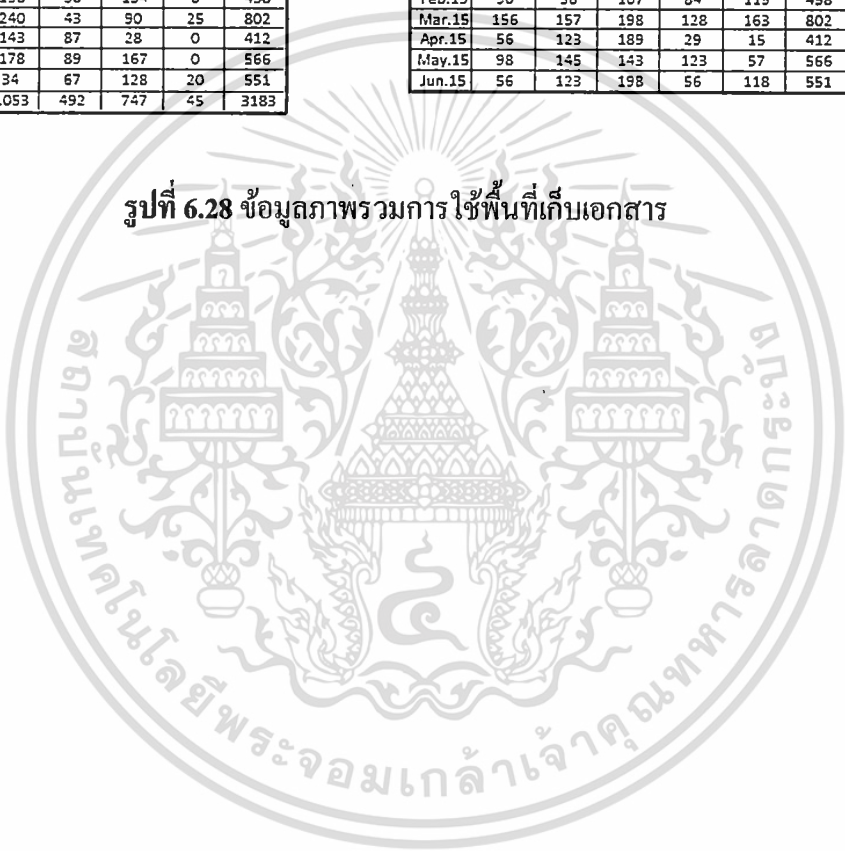 240 43 90 25 802
143 87 28 0 412
178 89 167 0 566
34 67 128 20 551
053 492 747 45 3183
Mar.15 156 157 198 128 163 802
Apr.15 56 123 189 29 15 412
May.15 98 145 143 123 57 566
Jun.15 56 123 198 56 118 551
รูปที่ 6.28 ข้อมูลภาพรวมการใช้พื้นที่เก็บเอกสาร
สถาบันเทคโนโลยีพระจอมเกล้าเจ้าคุณทหารลาดกระบัง